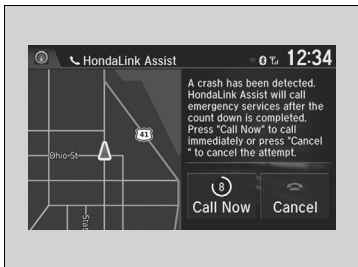 HondaLink Assist
12:34
A crash has been detected.
HondaLink Assist will call
emergency services after the
count down is completed.
Press "Call Now" to call
immediately or press "Cancel
" to cancel the attempt.
41
Ohio-St
Stat
8
Call Now
Cancel